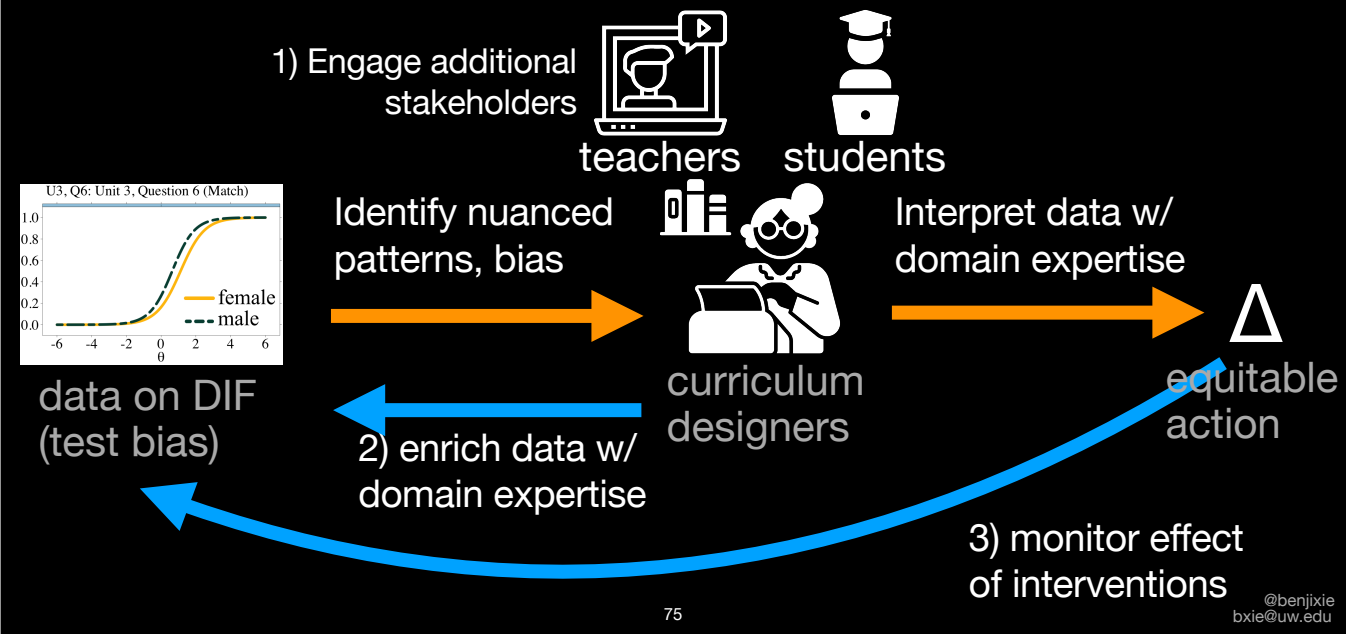 1) Engage additional
stakeholders
teachers
students
U3, Q6: Unit 3, Question 6 (Match)
1.0
0.8
0.6
0.4
0.2
0.0
female
male
-6 -4 -2 0 2 4 6
θ
data on DIF
(test bias)
Identify nuanced
patterns, bias
Interpret data w/
domain expertise
curriculum
designers
Δ
equitable
action
2) enrich data w/
domain expertise
3) monitor effect
of interventions
75
@benjixie
bxie@uw.edu